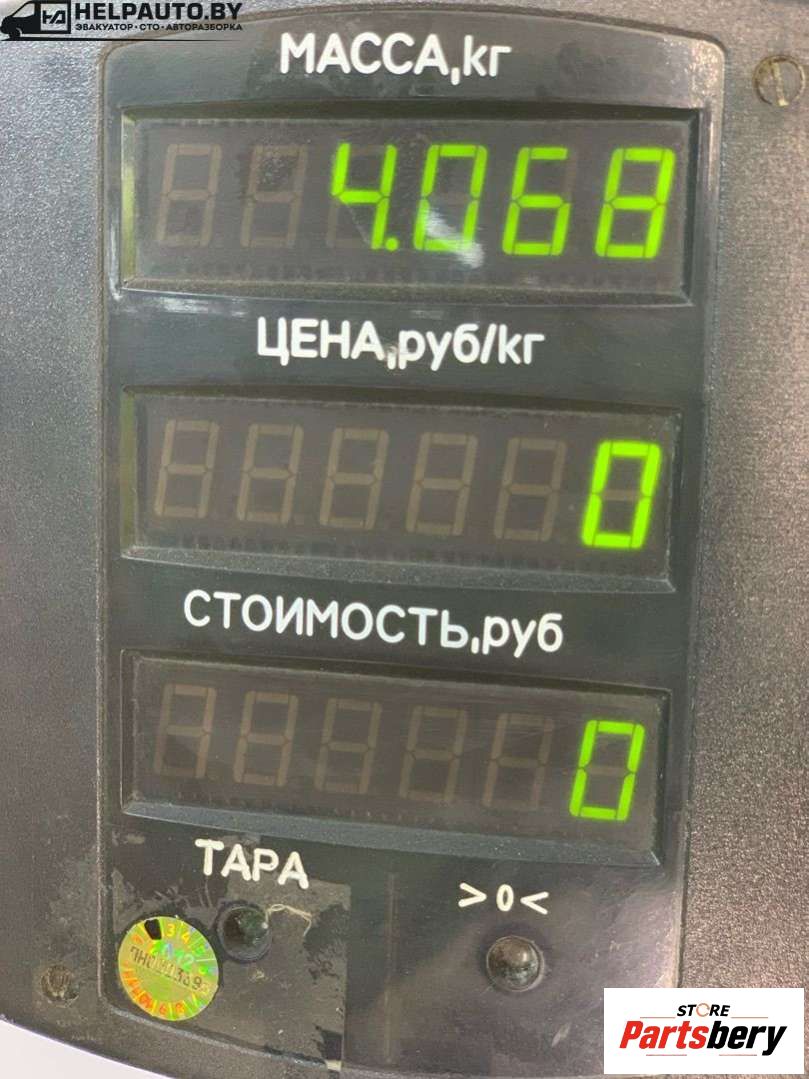 HELPAUTO.BY
ЭВАКУАТОР · СТО · АВТОРАЗБОРКА
МАССА,кг
4.068
ЦЕНА,руб/кг
0
СТОИМОСТЬ,руб
0
ТАРА
>0<
STORE
Partsbery